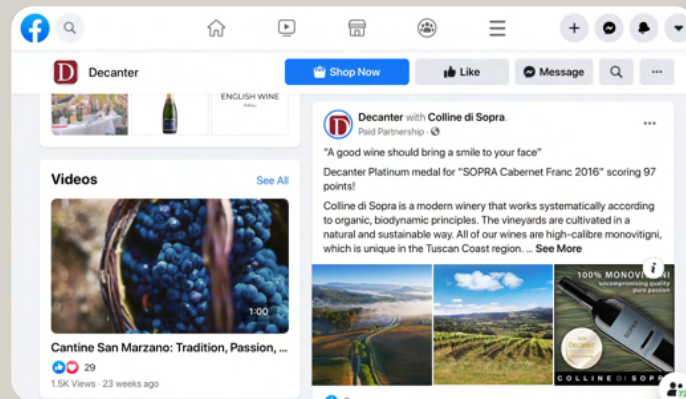 Decanter
Shop Now
Like
Message
ENGLISH WINE
Videos
See All
1:00
Cantine San Marzano: Tradition, Passion, ...
29
1.5K Views · 23 weeks ago
Decanter with Colline di Sopra.
Paid Partnership ·
"A good wine should bring a smile to your face"
Decanter Platinum medal for "SOPRA Cabernet Franc 2016" scoring 97
points!
Colline di Sopra is a modern winery that works systematically according
to organic, biodynamic principles. The vineyards are cultivated in a
natural and sustainable way. All of our wines are high-calibre monovitigni,
which is unique in the Tuscan Coast region. ... See More
100% MONOVI
NI
uncompromising quality
pure passion
SOPRA
Decanter
COLLINE DI SOPR
72